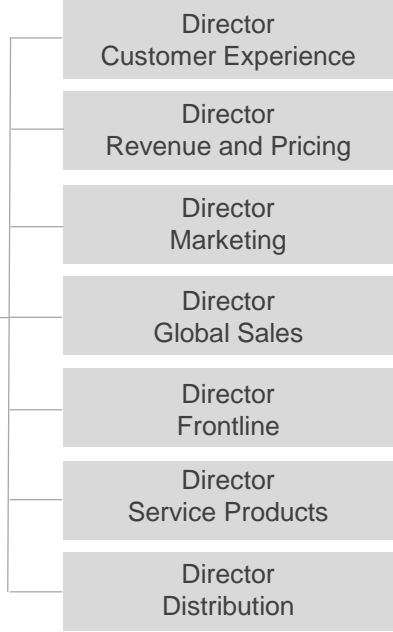 Director
Customer Experience
Director
Revenue and Pricing
Director
Marketing
Director
Global Sales
Director
Frontline
Director
Service Products
Director
Distribution